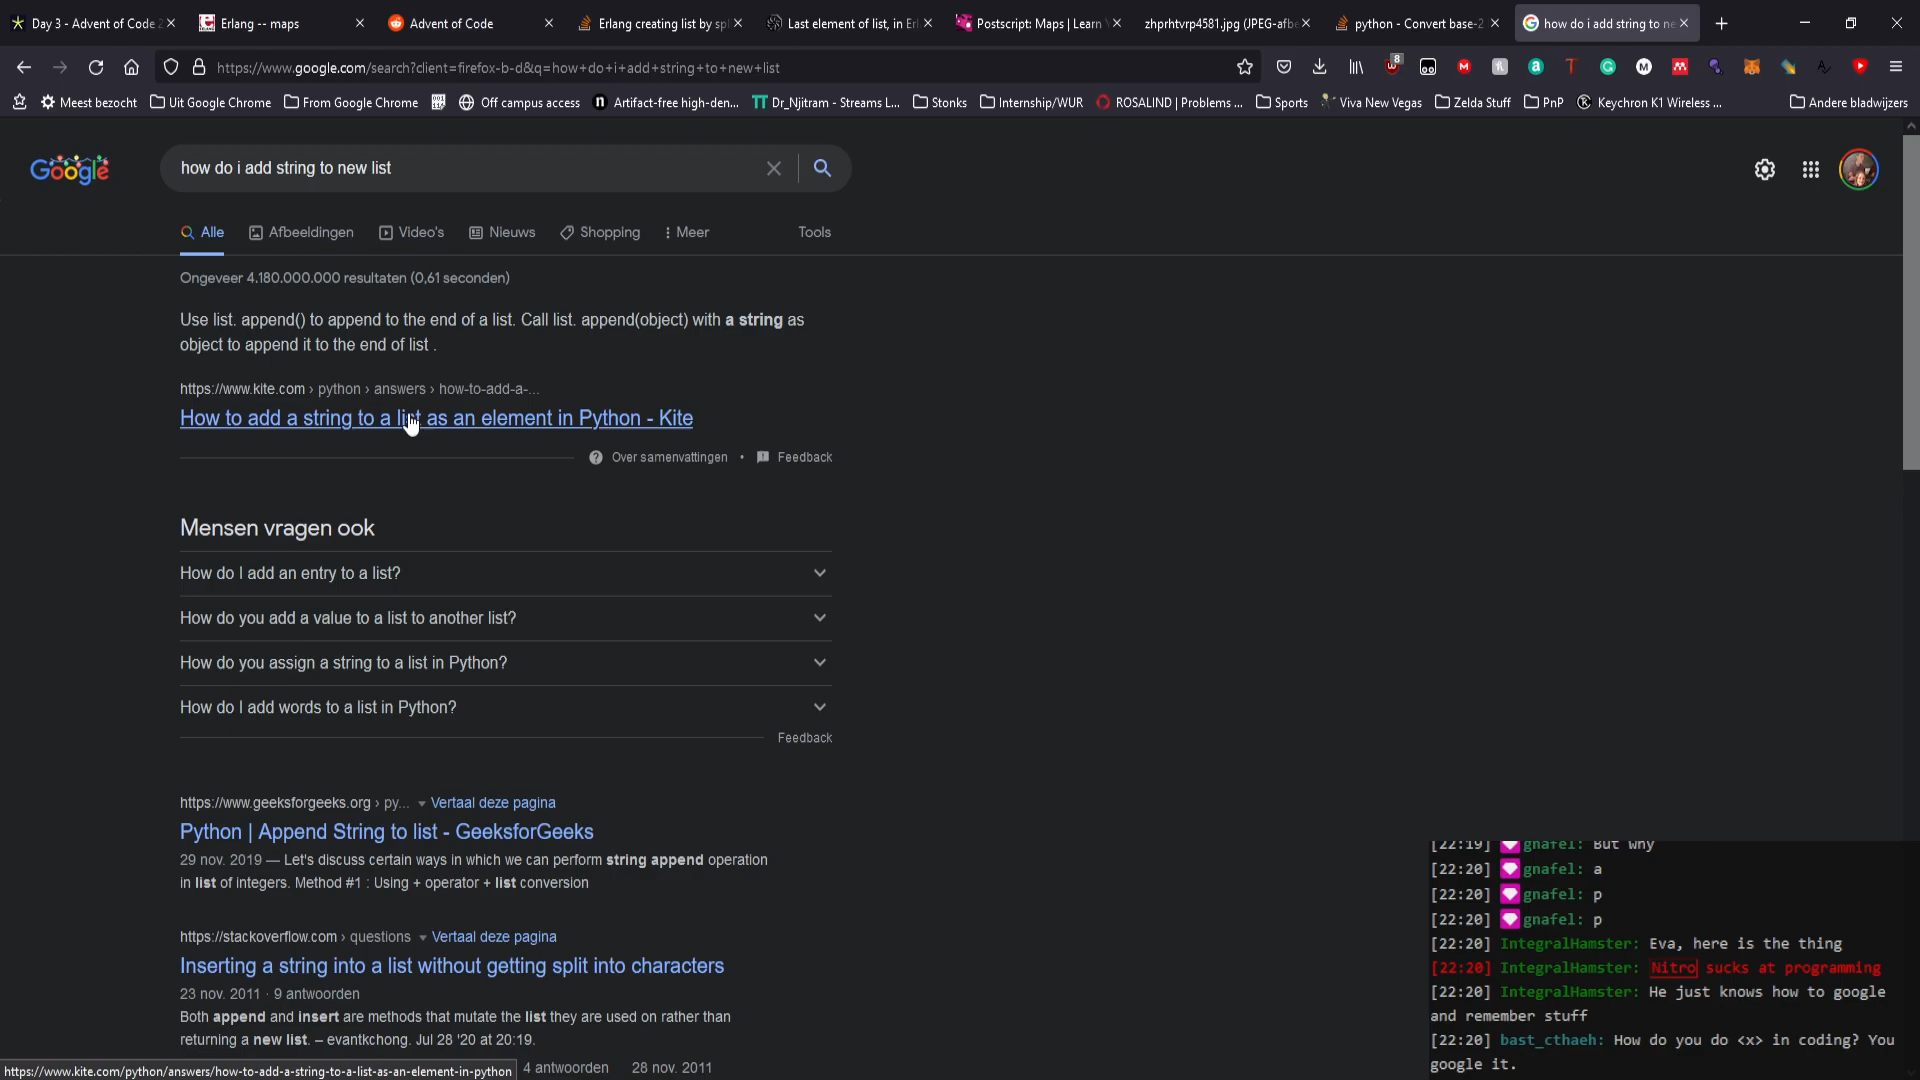 Day 3 - Advent of Code 2
Erlang -- maps
Advent of Code
Erlang creating list by spl
Last element of list, in Erl
Postscript: Maps | Learn Y
zhprhtvrp4581.jpg (JPEG-afbe
python - Convert base-2
how do i add string to ne
https://www.google.com/search?client=firefox-b-d&q=how+do+i+add+string+to+new+list
8
Meest bezocht
Uit Google Chrome
From Google Chrome
Off campus access
Artifact-free high-den...
Dr_Njitram - Streams L...
Stonks
Internship/WUR
ROSALIND | Problems ...
Sports
Viva New Vegas
Zelda Stuff
PnP
Keychron K1 Wireless ...
Andere bladwijzers
Google
how do i add string to new list
Alle
Afbeeldingen
Video's
Nieuws
Shopping
Meer
Tools
Ongeveer 4.180.000.000 resultaten (0,61 seconden)
Use list. append() to append to the end of a list. Call list. append(object) with a string as
object to append it to the end of list .
https://www.kite.com › python › answers › how-to-add-a-...
How to add a string to a list as an element in Python - Kite
Over samenvattingen • Feedback
Mensen vragen ook
How do I add an entry to a list?
How do you add a value to a list to another list?
How do you assign a string to a list in Python?
How do I add words to a list in Python?
Feedback
https://www.geeksforgeeks.org › py... Vertaal deze pagina
Python | Append String to list - GeeksforGeeks
29 nov. 2019 — Let's discuss certain ways in which we can perform string append operation
in list of integers. Method #1 : Using + operator + list conversion
https://stackoverflow.com › questions Vertaal deze pagina
Inserting a string into a list without getting split into characters
23 nov. 2011 · 9 antwoorden
Both append and insert are methods that mutate the list they are used on rather than
returning a new list. – evantkchong. Jul 28 '20 at 20:19.
4 antwoorden 28 nov. 2011
https://www.kite.com/python/answers/how-to-add-a-string-to-a-list-as-an-element-in-python
[22:19] gnafel: But why
[22:20] gnafel: a
[22:20] gnafel: p
[22:20] gnafel: p
[22:20] IntegralHamster: Eva, here is the thing
[22:20] IntegralHamster: Nitro sucks at programming
[22:20] IntegralHamster: He just knows how to google
and remember stuff
[22:20] bast_cthaeh: How do you do <x> in coding? You
google it.